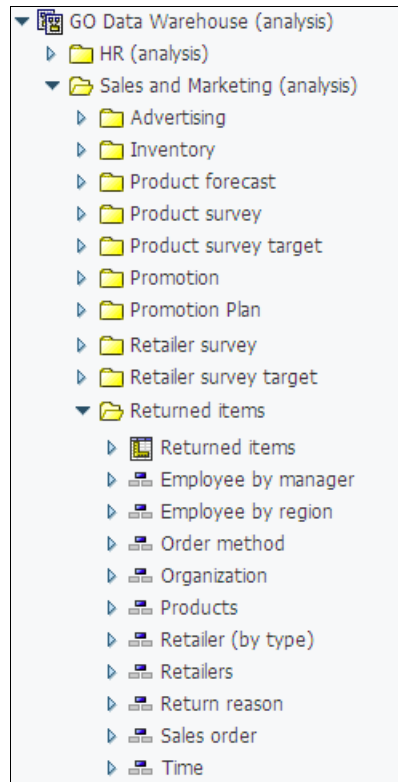 GO Data Warehouse (analysis)
HR (analysis)
Sales and Marketing (analysis)
Advertising
Inventory
Product forecast
Product survey
Product survey target
Promotion
Promotion Plan
Retailer survey
Retailer survey target
Returned items
Returned items
Employee by manager
Employee by region
Order method
Organization
Products
Retailer (by type)
Retailers
Return reason
Sales order
Time